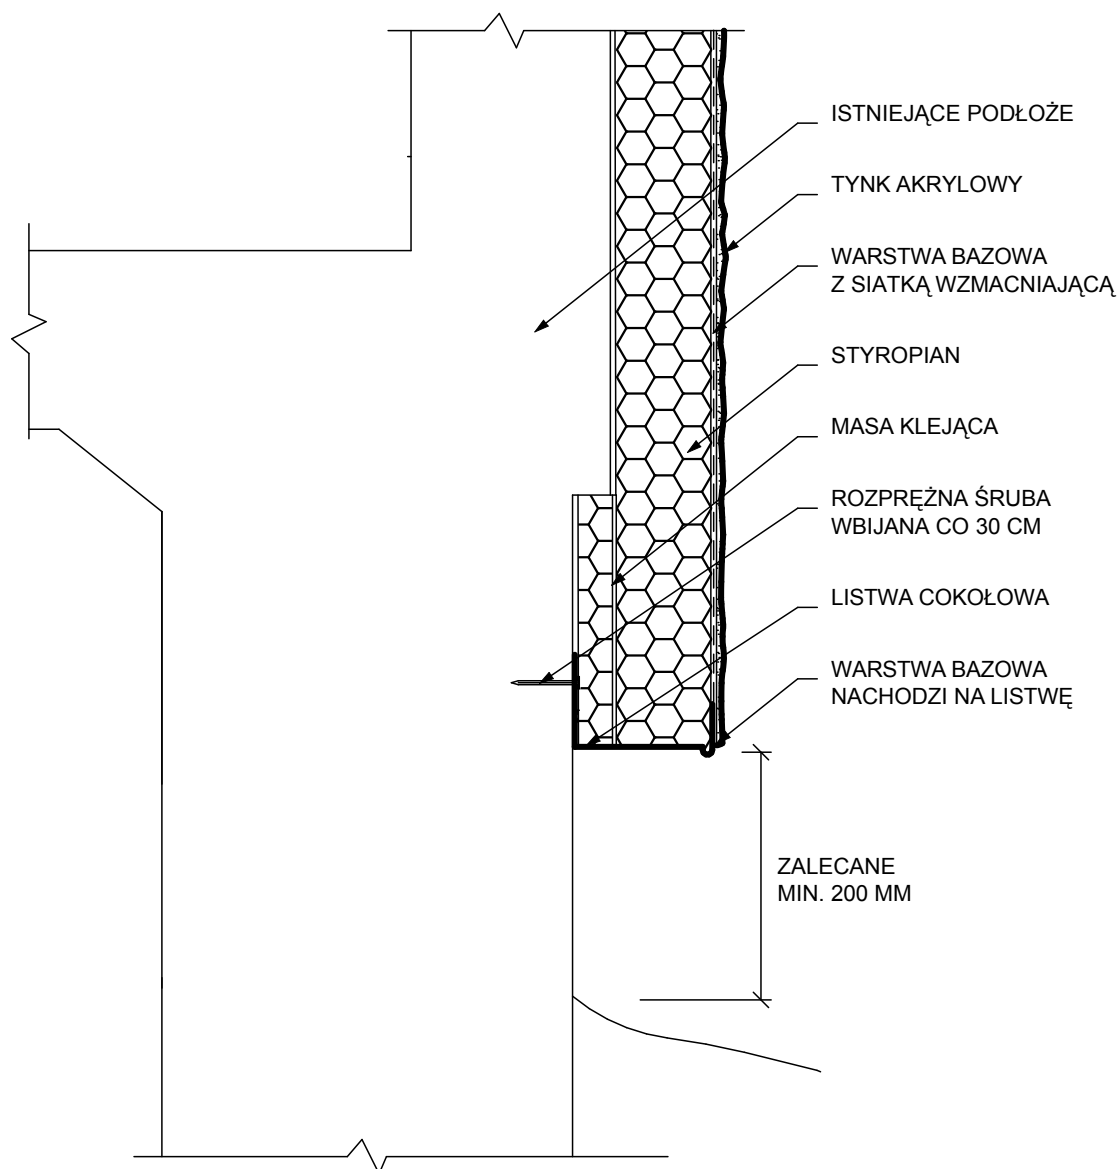 ISTNIEJĄCE PODŁOŻE
TYNK AKRYLOWY
WARSTWA BAZOWA
Z SIATKĄ WZMACNIAJĄCĄ
STYROPIAN
MASA KLEJĄCA
ROZPRĘŻNA ŚRUBA
WBIJANA CO 30 CM
LISTWA COKOŁOWA
WARSTWA BAZOWA
NACHODZI NA LISTWĘ
ZALECANE
MIN. 200 MM